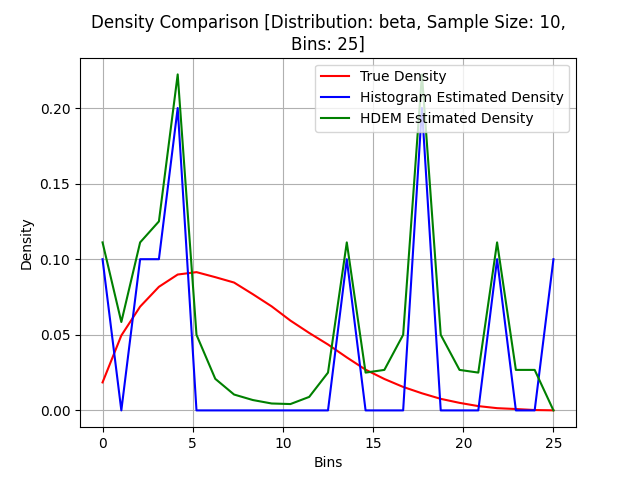 Density Comparison [Distribution: beta, Sample Size: 10,
Bins: 25]
True Density
Histogram Estimated Density
HDEM Estimated Density
Density
0.20
0.15
0.10
0.05
0.00
0 5 10 15 20 25
Bins